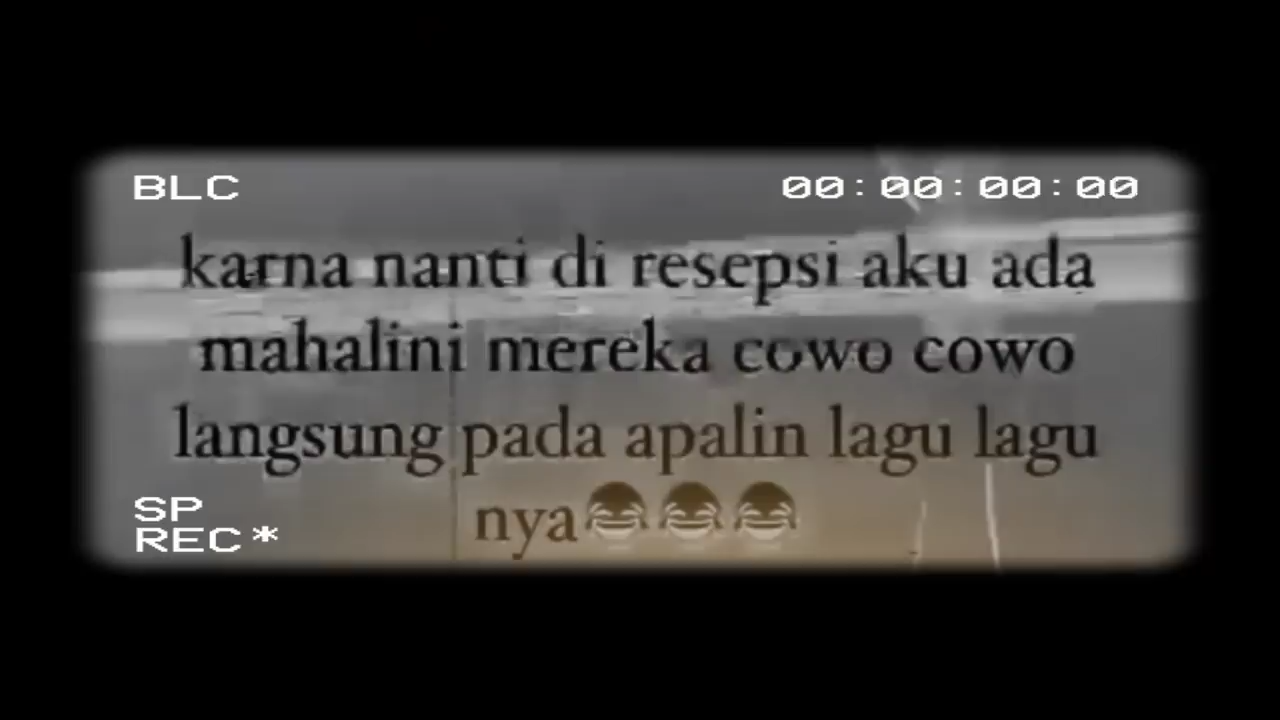 BLC 00:00:00:00
karna nanti di resepsi aku ada
mahalini mereka cowo cowo
langsung pada apalin lagu lagu
nya😂😂😂
SP
REC*